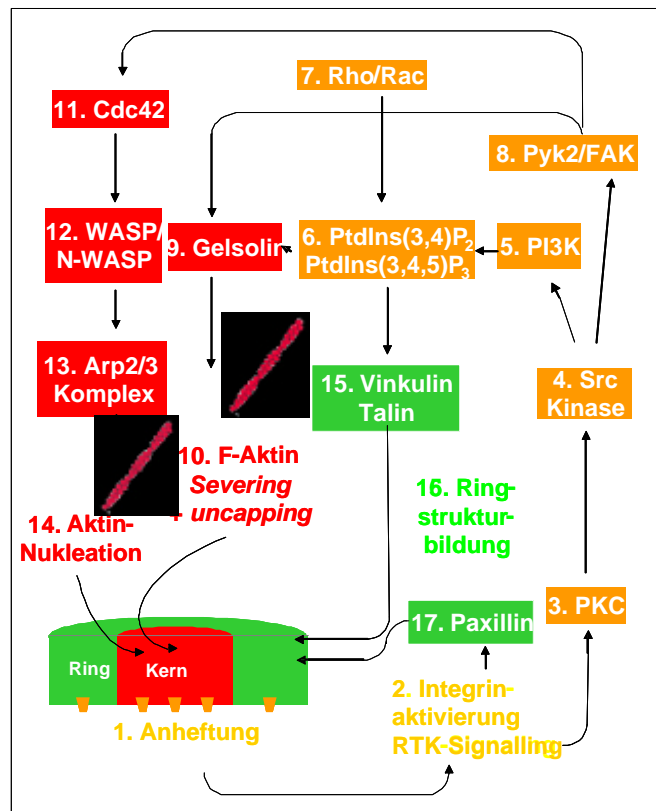 7. Rho/Rac
11. Cdc42
8. Pyk2/FAK
12. WASP/
N-WASP
9. Gelsolin
6. PtdIns(3,4)P₂
PtdIns(3,4,5)P₃
5. PI3K
13. Arp2/3
Komplex
15. Vinkulin
Talin
4. Src
Kinase
10. F-Aktin
Severing
+ uncapping
14. Aktin-
Nukleation
16. Ring-
struktur-
bildung
3. PKC
17. Paxillin
Ring
Kern
2. Integrin-
aktivierung
RTK-Signalling
1. Anheftung